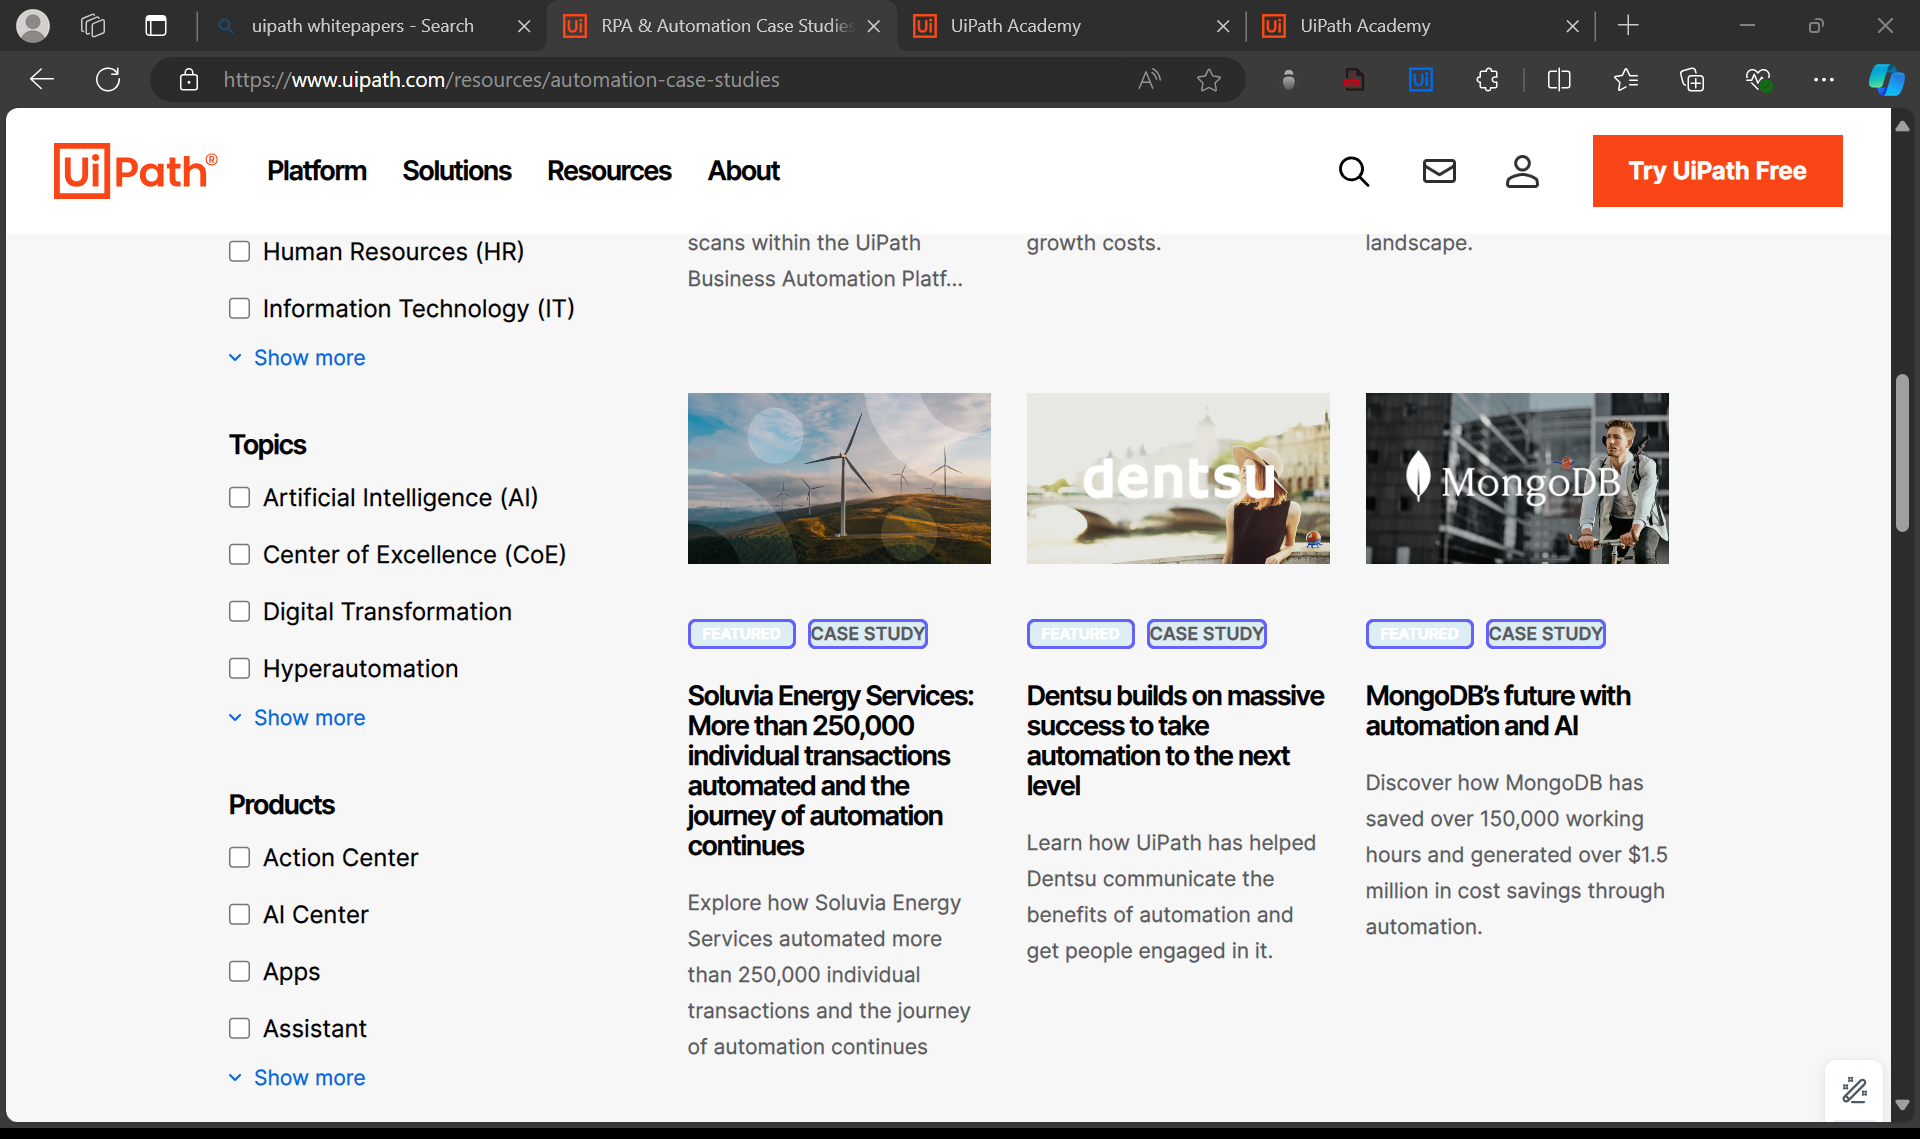 uipath whitepapers - Search
RPA & Automation Case Studies
UiPath Academy
UiPath Academy
https://www.uipath.com/resources/automation-case-studies
UiPath®
Platform
Solutions
Resources
About
Try UiPath Free
Human Resources (HR)
Information Technology (IT)
Show more
Topics
Artificial Intelligence (AI)
Center of Excellence (CoE)
Digital Transformation
Hyperautomation
Show more
Products
Action Center
AI Center
Apps
Assistant
Show more
scans within the UiPath
Business Automation Platf...
growth costs.
landscape.
FEATURED
CASE STUDY
Soluvia Energy Services:
More than 250,000
individual transactions
automated and the
journey of automation
continues
Explore how Soluvia Energy
Services automated more
than 250,000 individual
transactions and the journey
of automation continues
dentsu
FEATURED
CASE STUDY
Dentsu builds on massive
success to take
automation to the next
level
Learn how UiPath has helped
Dentsu communicate the
benefits of automation and
get people engaged in it.
MongoDB
FEATURED
CASE STUDY
MongoDB's future with
automation and AI
Discover how MongoDB has
saved over 150,000 working
hours and generated over $1.5
million in cost savings through
automation.